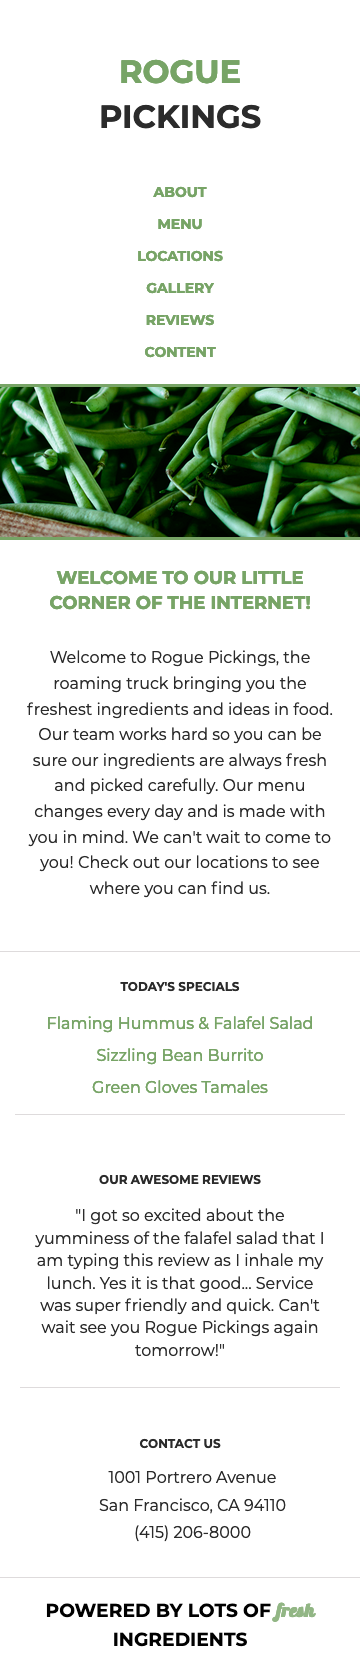 ROGUE
PICKINGS
ABOUT
MENU
LOCATIONS
GALLERY
REVIEWS
CONTENT
WELCOME TO OUR LITTLE
CORNER OF THE INTERNET!
Welcome to Rogue Pickings, the
roaming truck bringing you the
freshest ingredients and ideas in food.
Our team works hard so you can be
sure our ingredients are always fresh
and picked carefully. Our menu
changes every day and is made with
you in mind. We can't wait to come to
you! Check out our locations to see
where you can find us.
TODAY'S SPECIALS
Flaming Hummus & Falafel Salad
Sizzling Bean Burrito
Green Gloves Tamales
OUR AWESOME REVIEWS
"I got so excited about the
yumminess of the falafel salad that I
am typing this review as I inhale my
lunch. Yes it is that good... Service
was super friendly and quick. Can't
wait see you Rogue Pickings again
tomorrow!"
CONTACT US
1001 Portrero Avenue
San Francisco, CA 94110
(415) 206-8000
POWERED BY LOTS OF fresh
INGREDIENTS